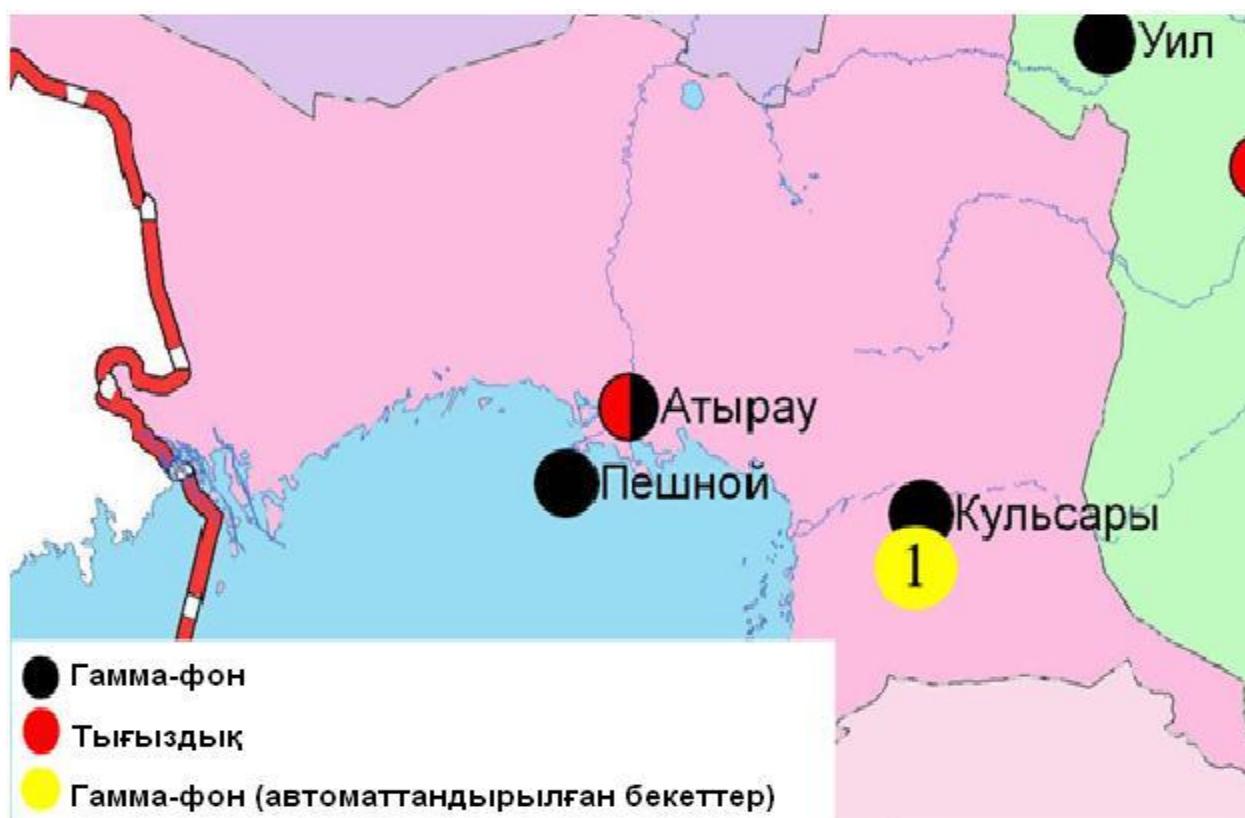 Уил
Атырау
Пешной
Кульсары
1
Гамма-фон
Тығыздық
Гамма-фон (автоматтандырылған бекеттер)